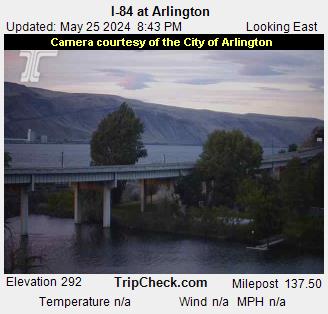 I-84 at Arlington
Updated: May 25 2024 8:43 PM Looking East
Camera courtesy of the City of Arlington
Elevation 292 TripCheck.com Milepost 137.50
Temperature n/a Wind n/a MPH n/a